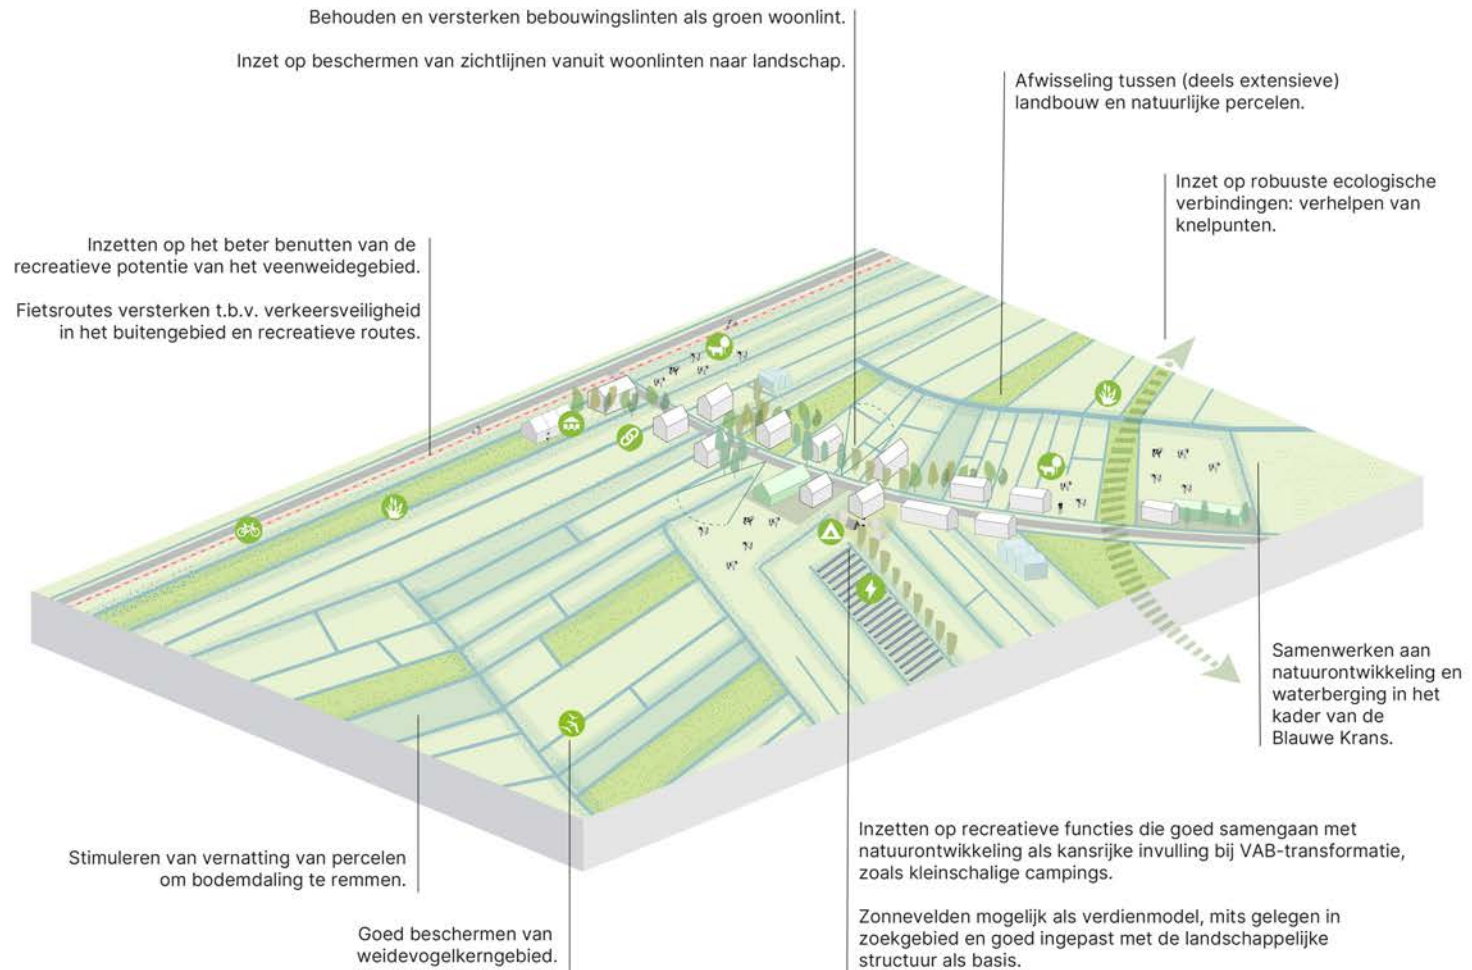 Behouden en versterken bebouwingslinten als groen woonlint.
Inzet op beschermen van zichtlijnen vanuit woonlinten naar landschap.
Afwisseling tussen (deels extensieve)
landbouw en natuurlijke percelen.
Inzet op robuuste ecologische
verbindingen: verhelpen van
knelpunten.
Inzetten op het beter benutten van de
recreatieve potentie van het veenweidegebied.
Fietsroutes versterken t.b.v. verkeersveiligheid
in het buitengebied en recreatieve routes.
Samenwerken aan
natuurontwikkeling en
waterberging in het
kader van de
Blauwe Krans.
Stimuleren van vernatting van percelen
om bodemdaling te remmen.
Goed beschermen van
weidevogelkerngebied.
Inzetten op recreatieve functies die goed samengaan met
natuurontwikkeling als kansrijke invulling bij VAB-transformatie,
zoals kleinschalige campings.
Zonnevelden mogelijk als verdienmodel, mits gelegen in
zoekgebied en goed ingepast met de landschappelijke
structuur als basis.